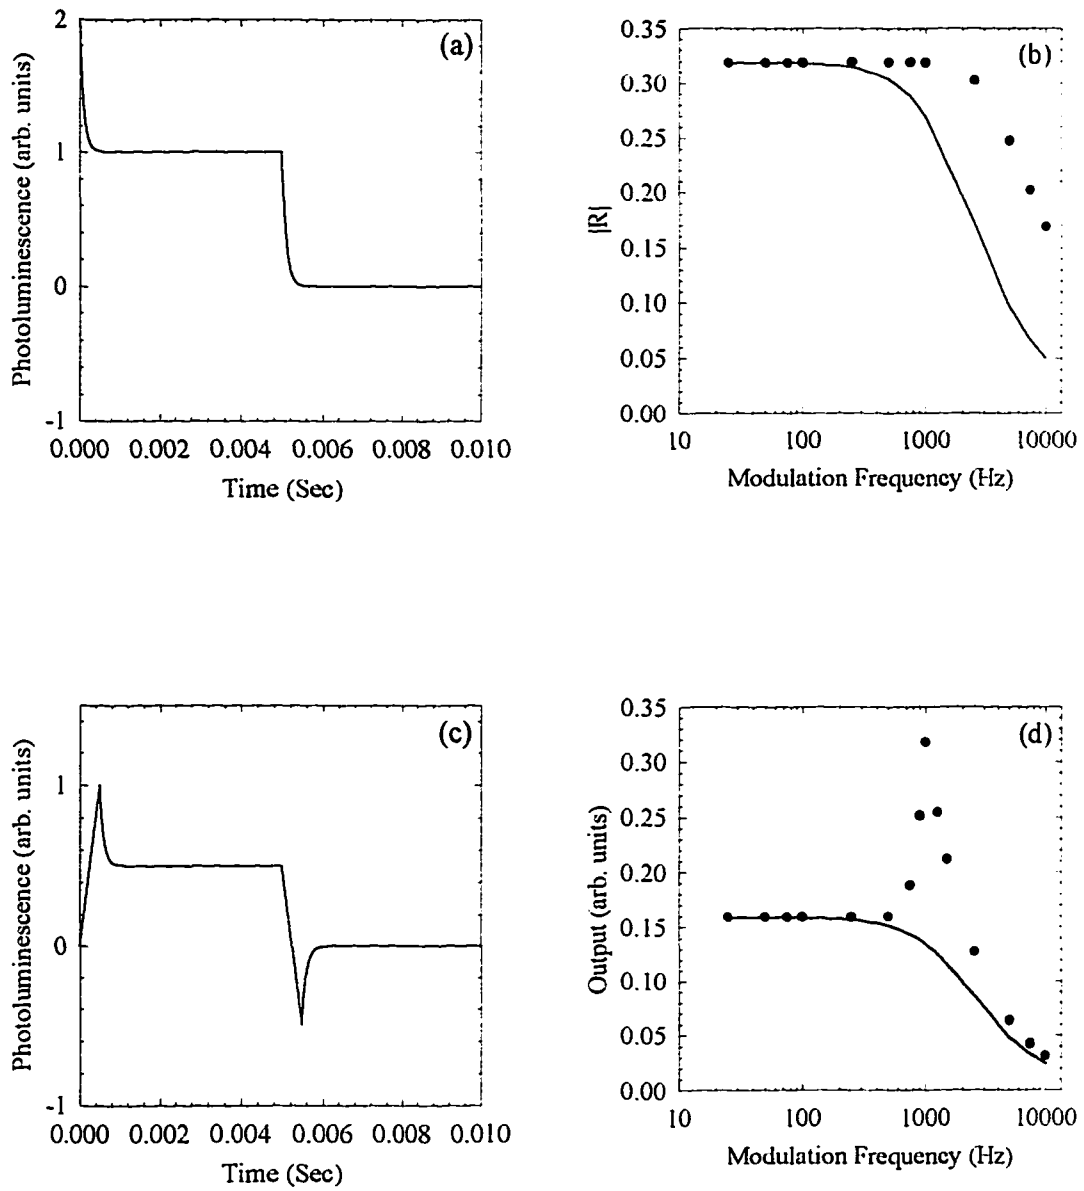 (a)
Photoluminescence (arb. units)
2
1
0
-1
0.000 0.002 0.004 0.006 0.008 0.010
Time (Sec)
(b)
|R|
0.35
0.30
0.25
0.20
0.15
0.10
0.05
0.00
10 100 1000 10000
Modulation Frequency (Hz)
(c)
Photoluminescence (arb. units)
1
0
-1
0.000 0.002 0.004 0.006 0.008 0.010
Time (Sec)
(d)
Output (arb. units)
0.35
0.30
0.25
0.20
0.15
0.10
0.05
0.00
10 100 1000 10000
Modulation Frequency (Hz)